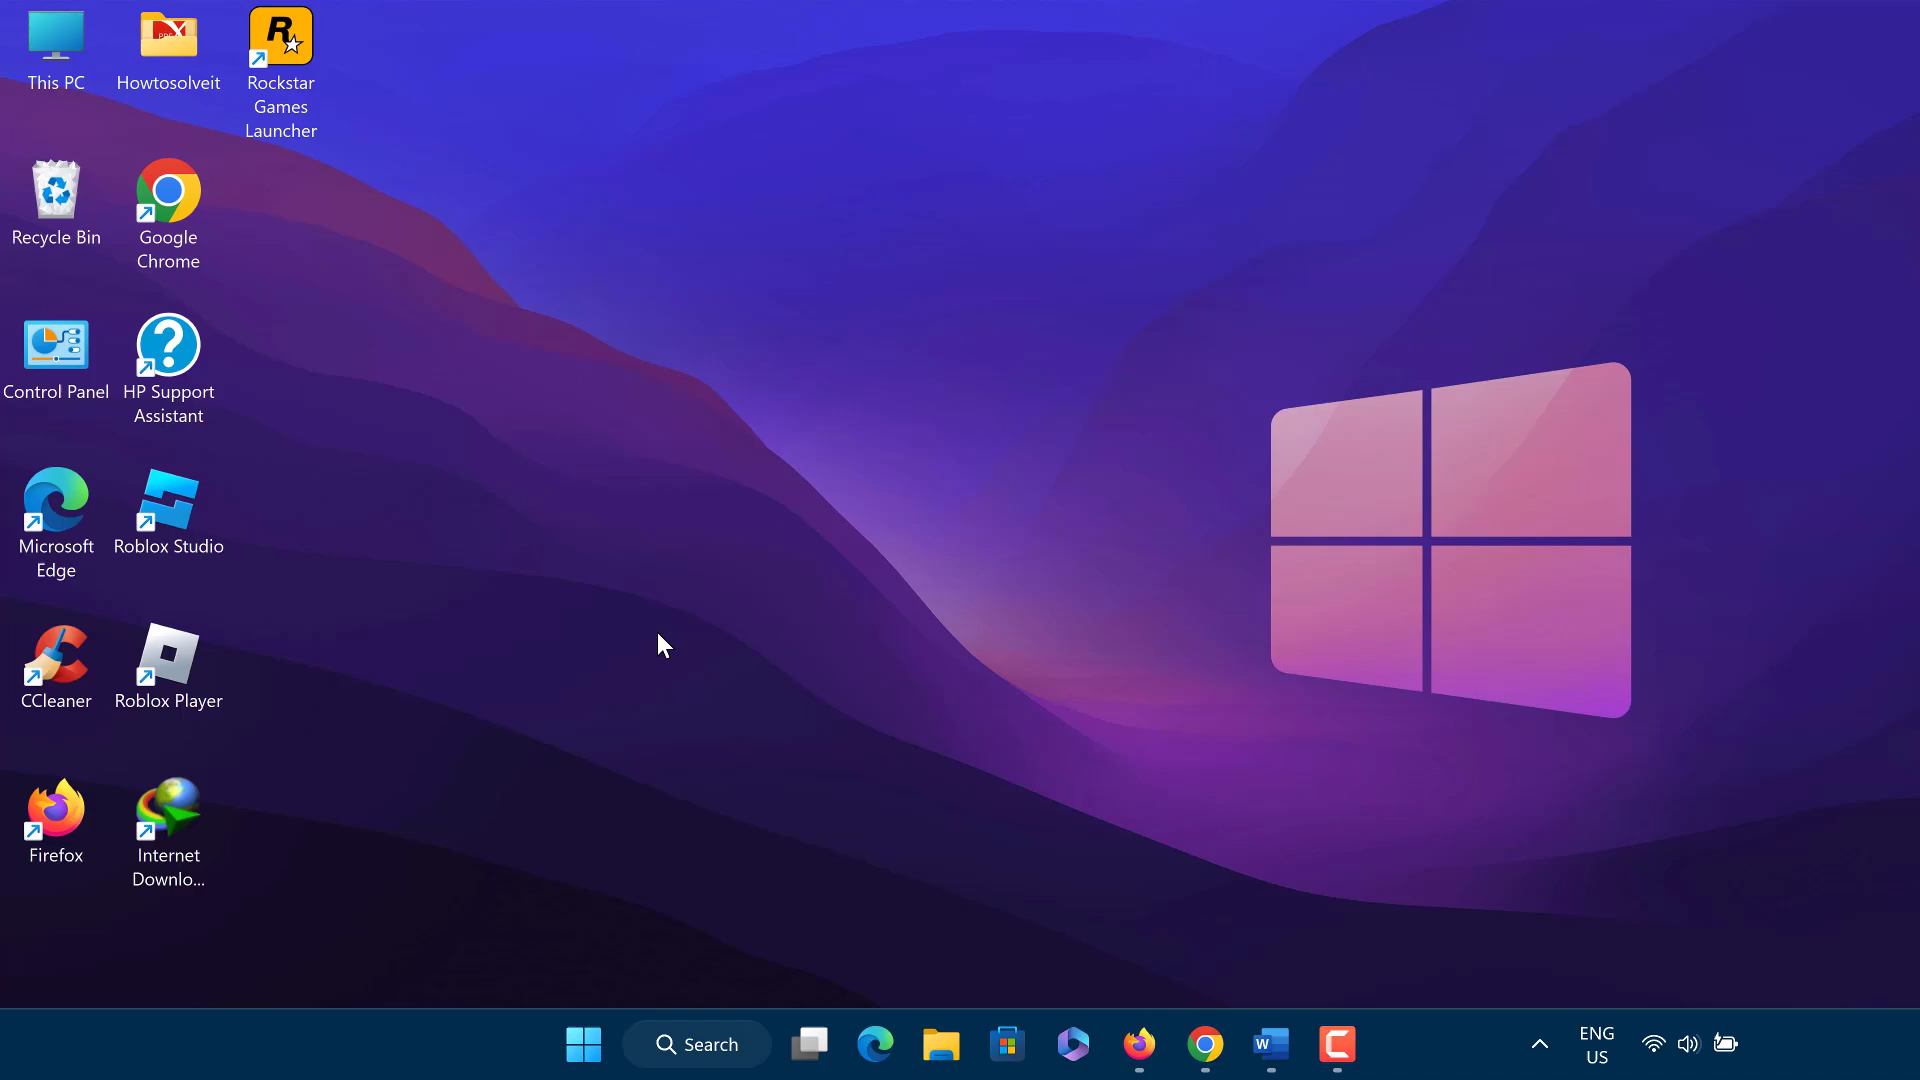 This PC
Howtosolveit
Rockstar
Games
Launcher
Recycle Bin
Google
Chrome
Control Panel
HP Support
Assistant
Microsoft
Edge
Roblox Studio
CCleaner
Roblox Player
Firefox
Internet
Downlo...
Search
ENG
US